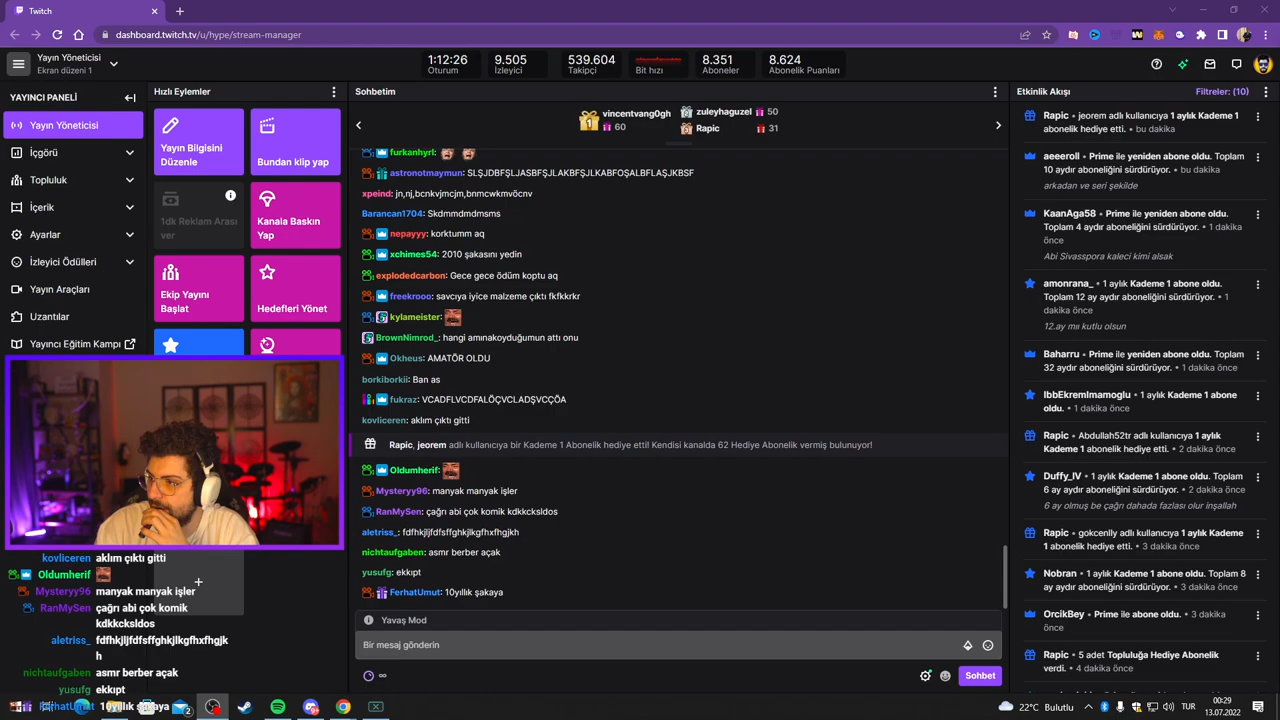 Twitch
dashboard.twitch.tv/u/hype/stream-manager
Yayın Yöneticisi
Ekran düzeni 1
1:12:26
Oturum
9.505
İzleyici
539.604
Takipçi
Bit hızı
8.351
Aboneler
8.624
Abonelik Puanları
YAYINCI PANELİ
Yayın Yöneticisi
İçgörü
Topluluk
İçerik
Ayarlar
İzleyici Ödülleri
Yayın Araçları
Uzantılar
Yayıncı Eğitim Kampı
Hızlı Eylemler
Yayın Bilgisini
Düzenle
Bundan klip yap
1dk Reklam Arası
ver
Kanala Baskın
Yap
Ekip Yayını
Başlat
Hedefleri Yönet
kovliceren aklım çıktı gitti
Oldumherif
Mysteryy96 manyak manyak işler
RanMySen çağrı abi çok komik
kdkkcksldos
aletriss_ fdfhkjljfdfsffghkjlkgfhxfhgjk
h
nichtaufgaben asmr berber açak
yusufg ekkıpt
FerhatUmut 10yıllık şakaya
Sohbetim
1 vincentvang0gh
60
zuleyhaguzel 50
Rapic 31
furkanhyrl:
astronotmaymun: SLŞJDBFŞLJASBFŞJLAKBFŞJLKABFOŞALBFLAŞJKBSF
xpeind: jn,nj,bcnkvjmcjm,bnmcwkmvöcnv
Barancan1704: Skdmmdmdmsms
nepayyy: korktumm aq
xchimes54: 2010 şakasını yedin
explodedcarbon: Gece gece ödüm koptu aq
freekrooo: savcıya iyice malzeme çıktı fkfkkrkr
kylameister:
BrownNimrod_: hangi amınakoyduğumun attı onu
Okheus: AMATÖR OLDU
borkiborkii: Ban as
fukraz: VCADFLVCDFALÖÇVCLADŞVCÇÖA
kovliceren: aklım çıktı gitti
Rapic, jeorem adlı kullanıcıya bir Kademe 1 Abonelik hediye etti! Kendisi kanalda 62 Hediye Abonelik vermiş bulunuyor!
Oldumherif:
Mysteryy96: manyak manyak işler
RanMySen: çağrı abi çok komik kdkkcksldos
aletriss_: fdfhkjljfdfsffghkjlkgfhxfhgjkh
nichtaufgaben: asmr berber açak
yusufg: ekkıpt
FerhatUmut: 10yıllık şakaya
Yavaş Mod
Bir mesaj gönderin
∞
Sohbet
Etkinlik Akışı
Filtreler: (10)
Rapic • jeorem adlı kullanıcıya 1 aylık Kademe 1
abonelik hediye etti. • bu dakika
aeeeroll • Prime ile yeniden abone oldu. Toplam
10 aydır aboneliğini sürdürüyor. • bu dakika
arkadan ve seri şekilde
KaanAga58 • Prime ile yeniden abone oldu.
Toplam 4 aydır aboneliğini sürdürüyor. • 1 dakika
önce
Abi Sivasspora kaleci kimi alsak
amonrana_ • 1 aylık Kademe 1 abone oldu.
Toplam 12 ay aydır aboneliğini sürdürüyor. • 1
dakika önce
12.ay mıı kutlu olsun
Baharru • Prime ile yeniden abone oldu. Toplam
32 aydır aboneliğini sürdürüyor. • 1 dakika önce
IbbEkremImamoglu • 1 aylık Kademe 1 abone
oldu. • 1 dakika önce
Rapic • Abdullah52tr adlı kullanıcıya 1 aylık
Kademe 1 abonelik hediye etti. • 2 dakika önce
Duffy_IV • 1 aylık Kademe 1 abone oldu. Toplam
6 ay aydır aboneliğini sürdürüyor. • 2 dakika önce
6 ay olmuş be çağrı dahada fazlası olur inşallah
Rapic • gokcenlly adlı kullanıcıya 1 aylık Kademe
1 abonelik hediye etti. • 3 dakika önce
Nobran • 1 aylık Kademe 1 abone oldu. Toplam 8
ay aydır aboneliğini sürdürüyor. • 3 dakika önce
OrcikBey • Prime ile abone oldu. • 3 dakika
önce
Rapic • 5 adet Topluluğa Hediye Abonelik
verdi. • 4 dakika önce
2
22°C Bulutlu
TUR
00:29
13.07.2022